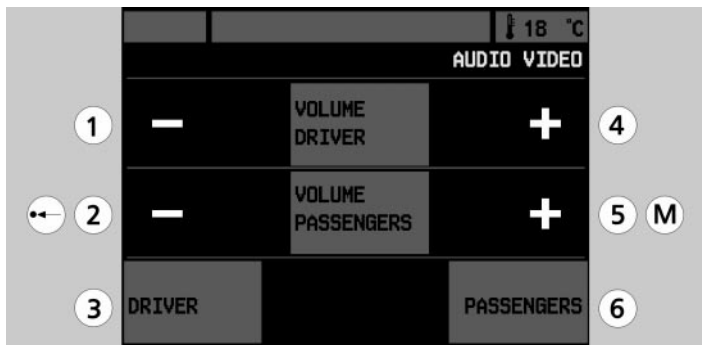 18 °C
AUDIO VIDEO
1 − VOLUME DRIVER + 4
2 − VOLUME PASSENGERS + 5 M
3 DRIVER PASSENGERS 6